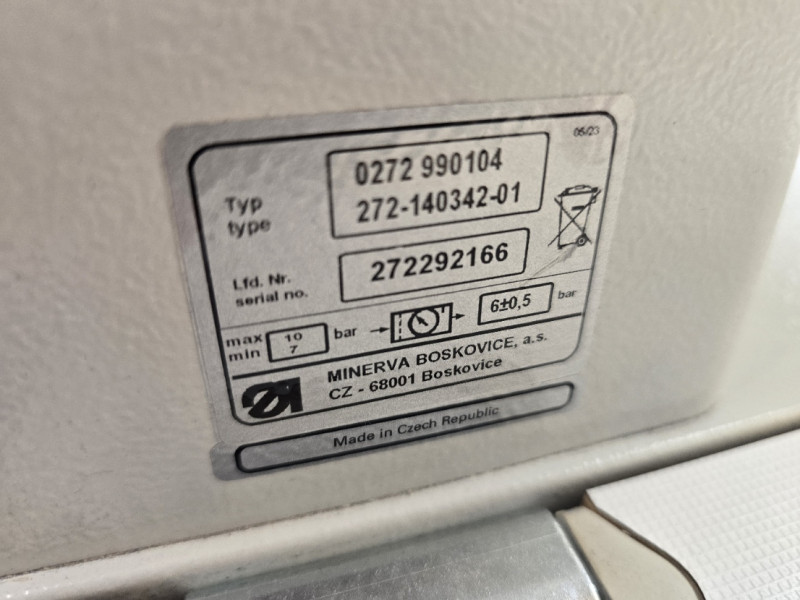 05/23
Typ
type
0272 990104
272-140342-01
Lfd. Nr.
serial no.
272292166
max
min
10
7
bar
6±0,5
bar
MINERVA BOSKOVICE, a.s.
CZ - 68001 Boskovice
Made in Czech Republic